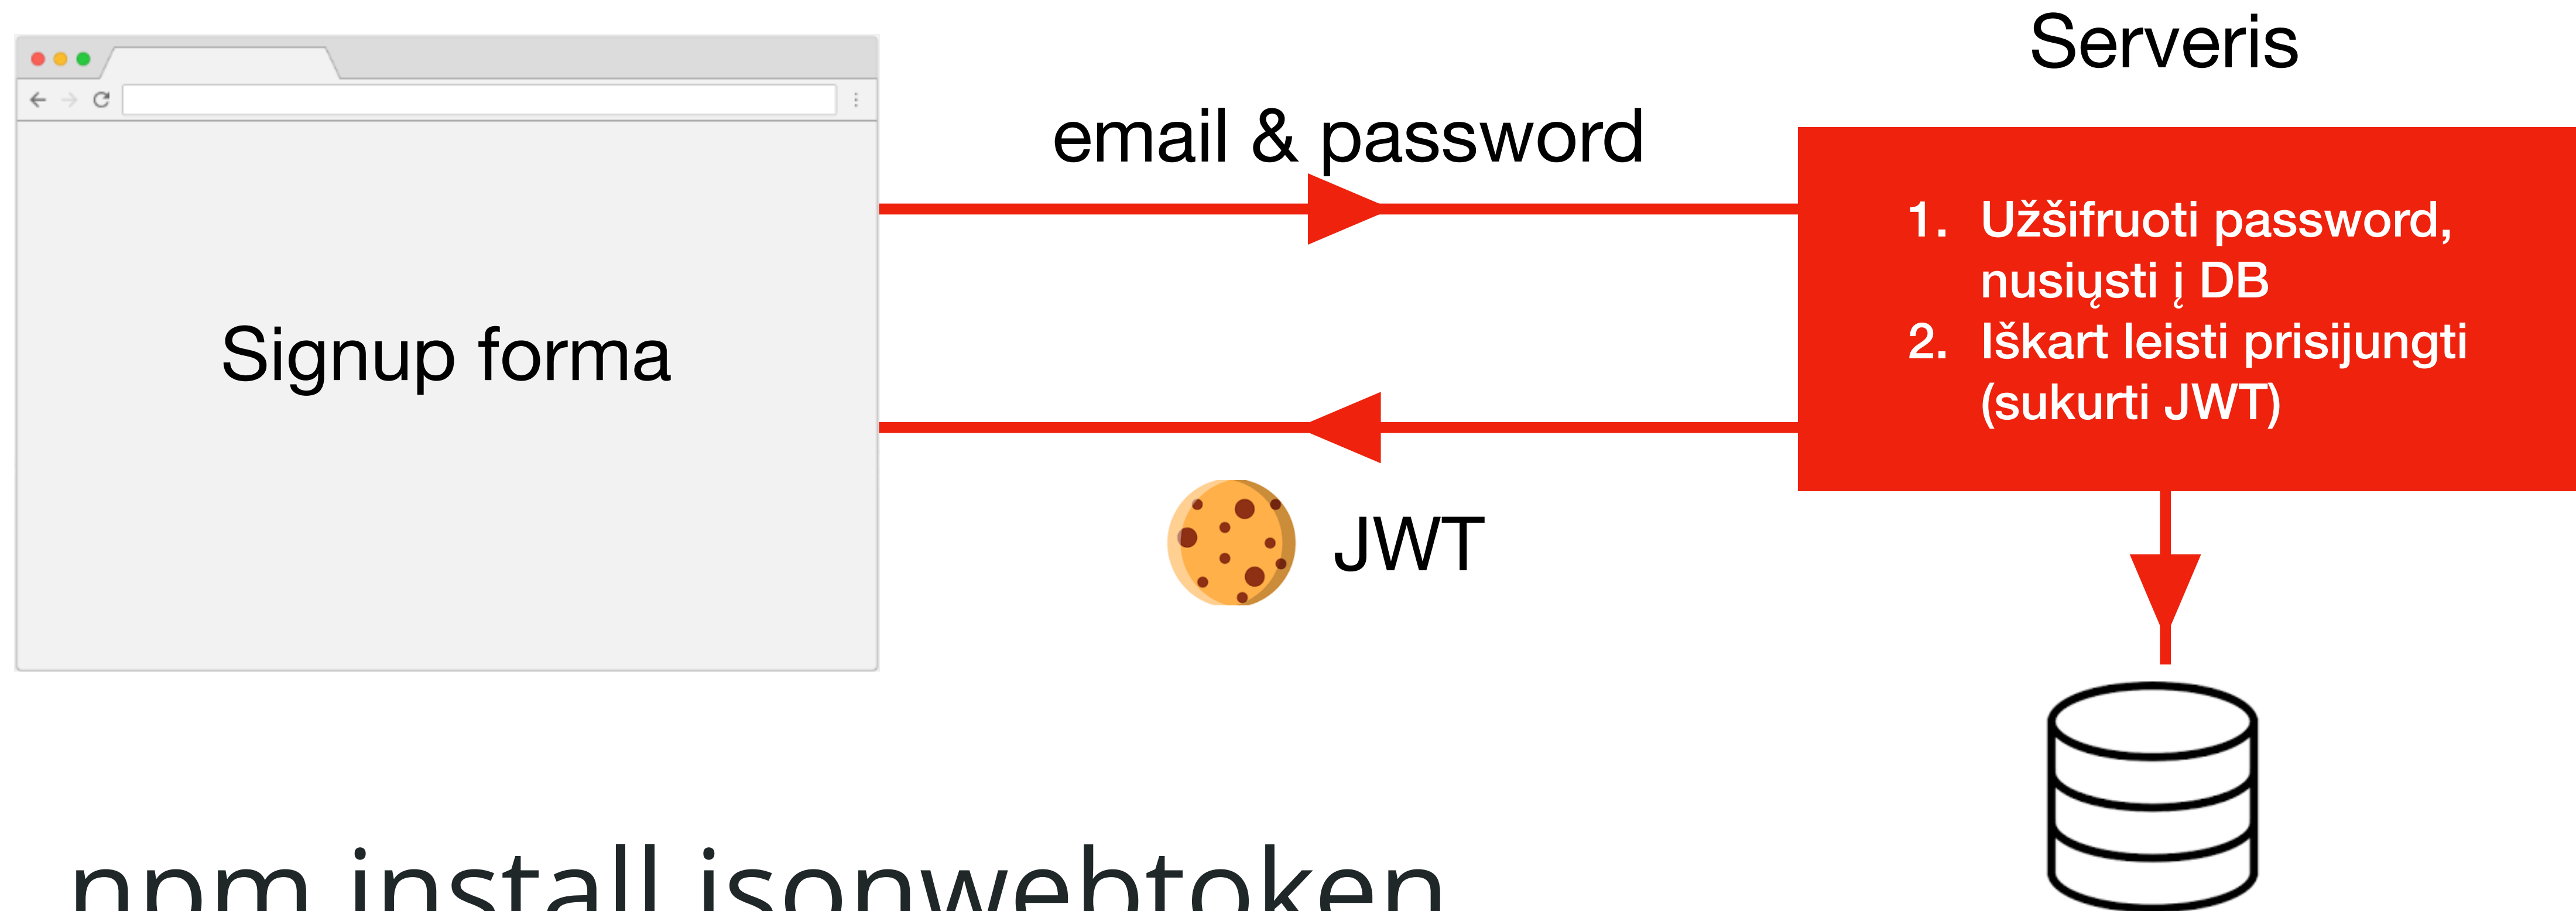 Serveris
email & password
Signup forma
1. Užšifruoti password,
nusiųsti į DB
2. Iškart leisti prisijungti
(sukurti JWT)
JWT
npm install jsonwebtoken